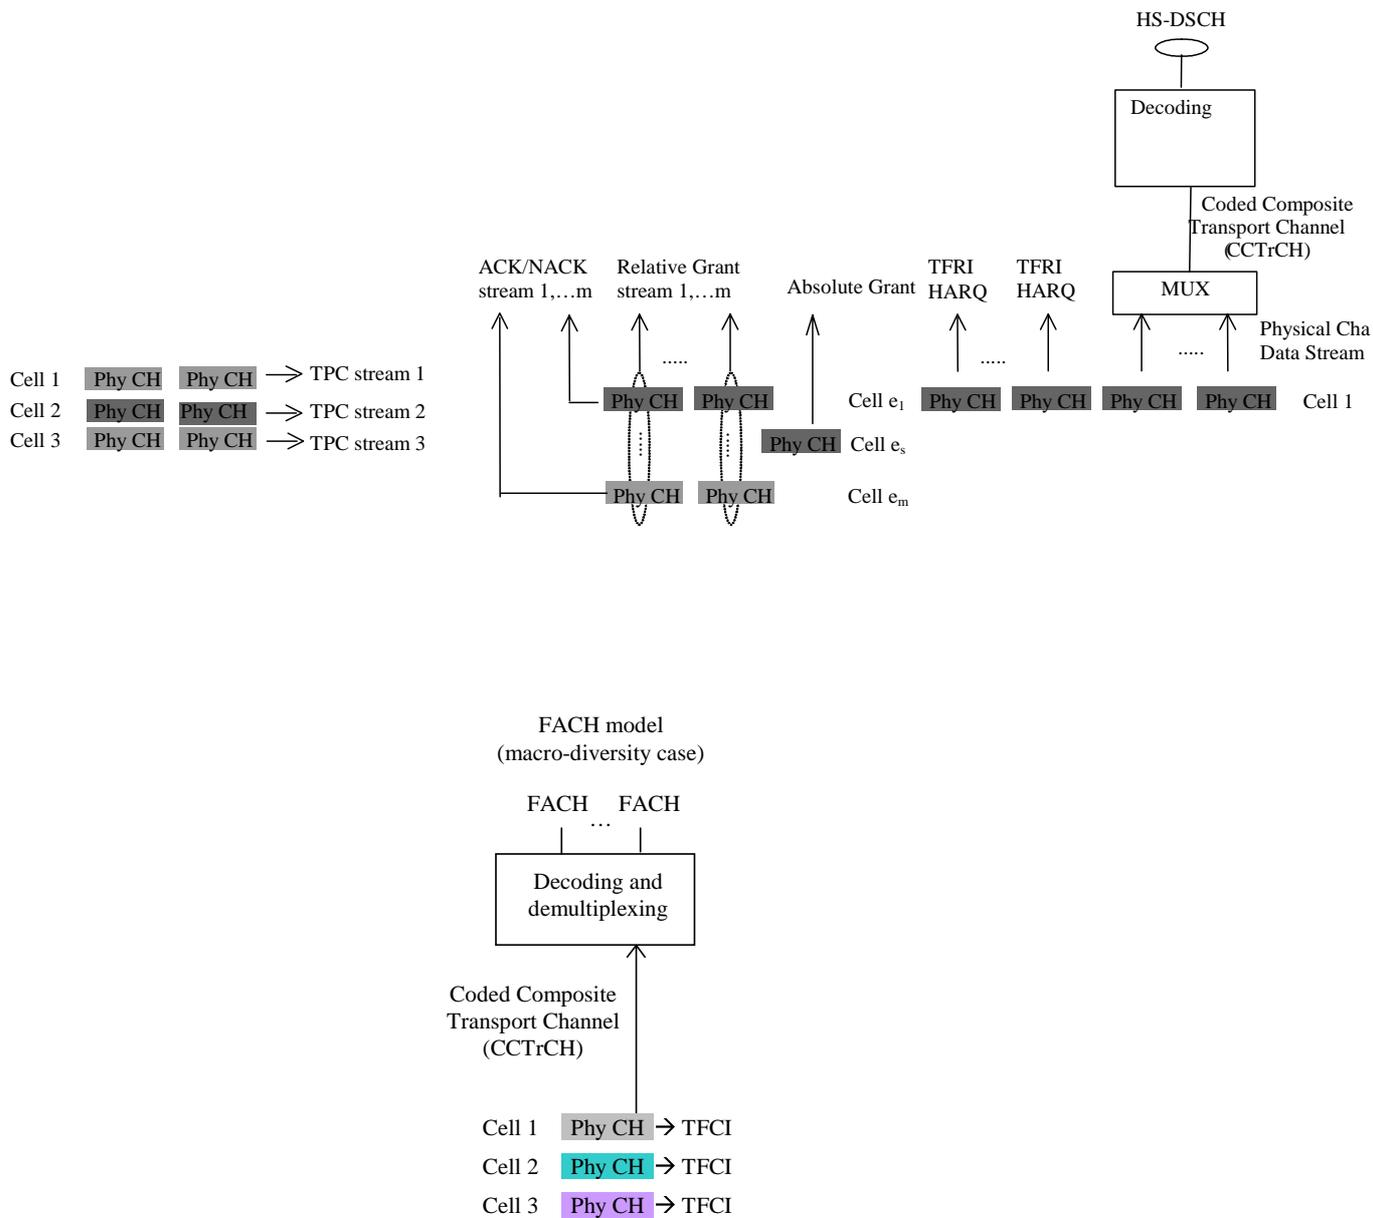 HS-DSCH
Decoding
Coded Composite
Transport Channel
(CCTrCH)
ACK/NACK
stream 1,…m
Relative Grant
stream 1,…m
Absolute Grant
TFRI
HARQ
TFRI
HARQ
MUX
Physical Cha
Data Stream
.....
.....
.....
Cell 1 Phy CH Phy CH TPC stream 1
Cell 2 Phy CH Phy CH TPC stream 2
Cell 3 Phy CH Phy CH TPC stream 3
Phy CH Phy CH Cell e1 Phy CH Phy CH Phy CH Phy CH Cell 1
Phy CH Cell es
Phy CH Phy CH Cell em
FACH model
(macro-diversity case)
FACH … FACH
Decoding and
demultiplexing
Coded Composite
Transport Channel
(CCTrCH)
Cell 1 Phy CH → TFCI
Cell 2 Phy CH → TFCI
Cell 3 Phy CH → TFCI